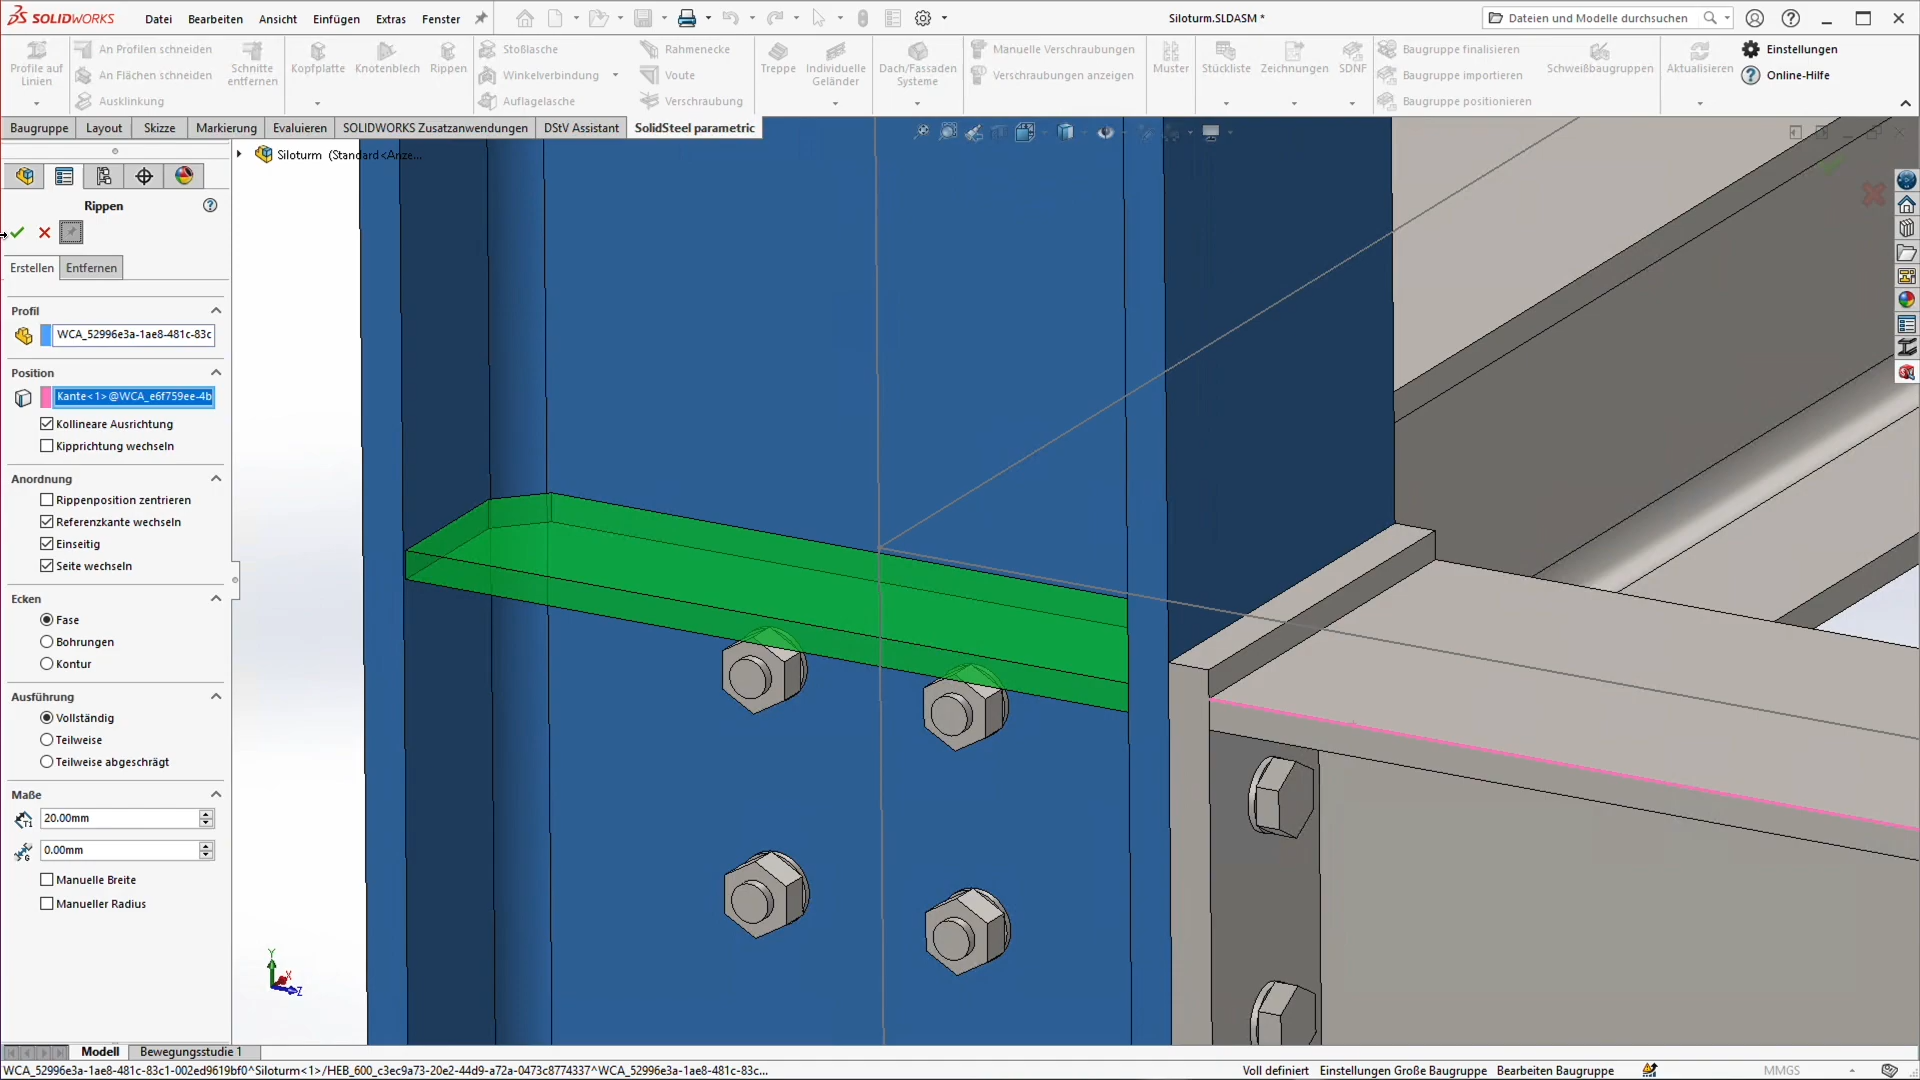 SOLIDWORKS Datei Bearbeiten Ansicht Einfügen Extras Fenster Siloturm.SLDASM * Dateien und Modelle durchsuchen
Profile auf Linien
An Profilen schneiden
An Flächen schneiden
Ausklinkung
Schnitte entfernen
Kopfplatte
Knotenblech
Rippen
Stoßlasche
Winkelverbindung
Auflagelasche
Rahmenecke
Voute
Verschraubung
Treppe
Individuelle Geländer
Dach/Fassaden Systeme
Manuelle Verschraubungen
Verschraubungen anzeigen
Muster
Stückliste
Zeichnungen
SDNF
Baugruppe finalisieren
Baugruppe importieren
Baugruppe positionieren
Schweißbaugruppen
Aktualisieren
Einstellungen
Online-Hilfe
Baugruppe Layout Skizze Markierung Evaluieren SOLIDWORKS Zusatzanwendungen DStV Assistant SolidSteel parametric
Siloturm (Standard<Anze...
Rippen
Erstellen Entfernen
Profil
WCA_52996e3a-1ae8-481c-83c
Position
Kante<1>@WCA_e6f759ee-4b
Kollineare Ausrichtung
Kipprichtung wechseln
Anordnung
Rippenposition zentrieren
Referenzkante wechseln
Einseitig
Seite wechseln
Ecken
Fase
Bohrungen
Kontur
Ausführung
Vollständig
Teilweise
Teilweise abgeschrägt
Maße
20.00mm
0.00mm
Manuelle Breite
Manueller Radius
Y
X
Z
Modell Bewegungsstudie 1
WCA_52996e3a-1ae8-481c-83c1-002ed9619bf0^Siloturm<1>/HEB_600_c3ec9a73-20e2-44d9-a72a-0473c8774337^WCA_52996e3a-1ae8-481c-83c... Voll definiert Einstellungen Große Baugruppe Bearbeiten Baugruppe MMGS